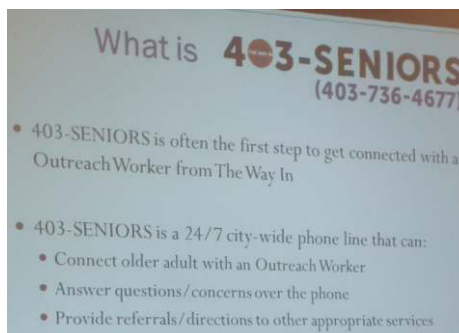 What is 403-SENIORS
(403-736-4677)
• 403-SENIORS is often the first step to get connected with a
Outreach Worker from The Way In
• 403-SENIORS is a 24/7 city-wide phone line that can:
• Connect older adult with an Outreach Worker
• Answer questions/concerns over the phone
• Provide referrals/directions to other appropriate services